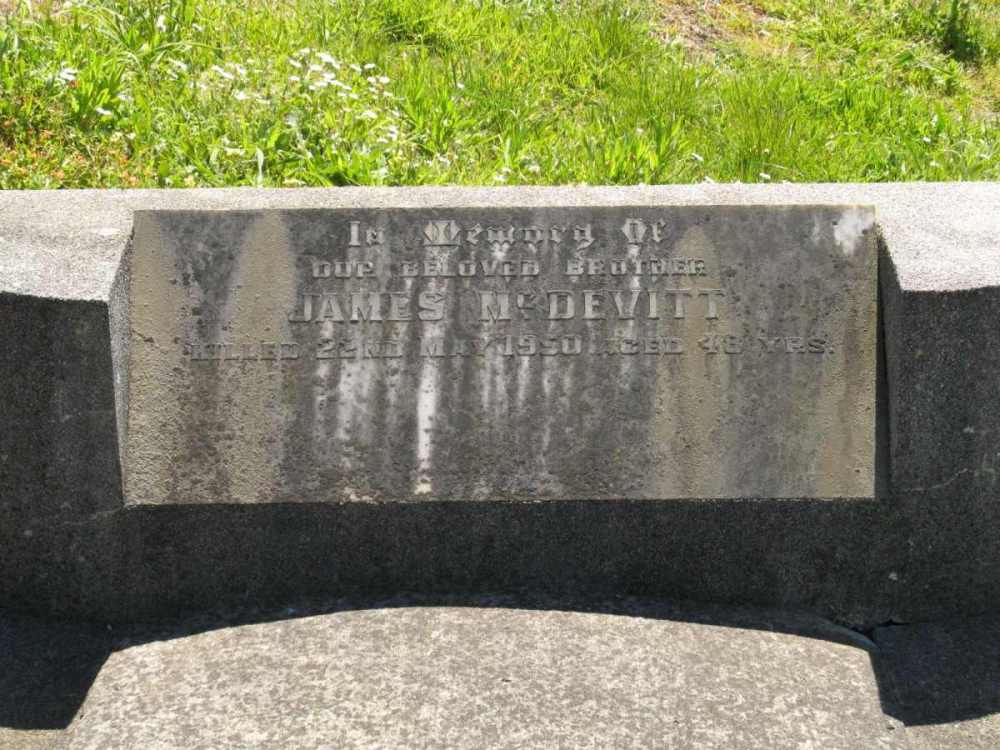 In Memory Of
OUR BELOVED BROTHER
JAMES McDEVITT
KILLED 22ND MAY 1950 AGED 48 YRS.